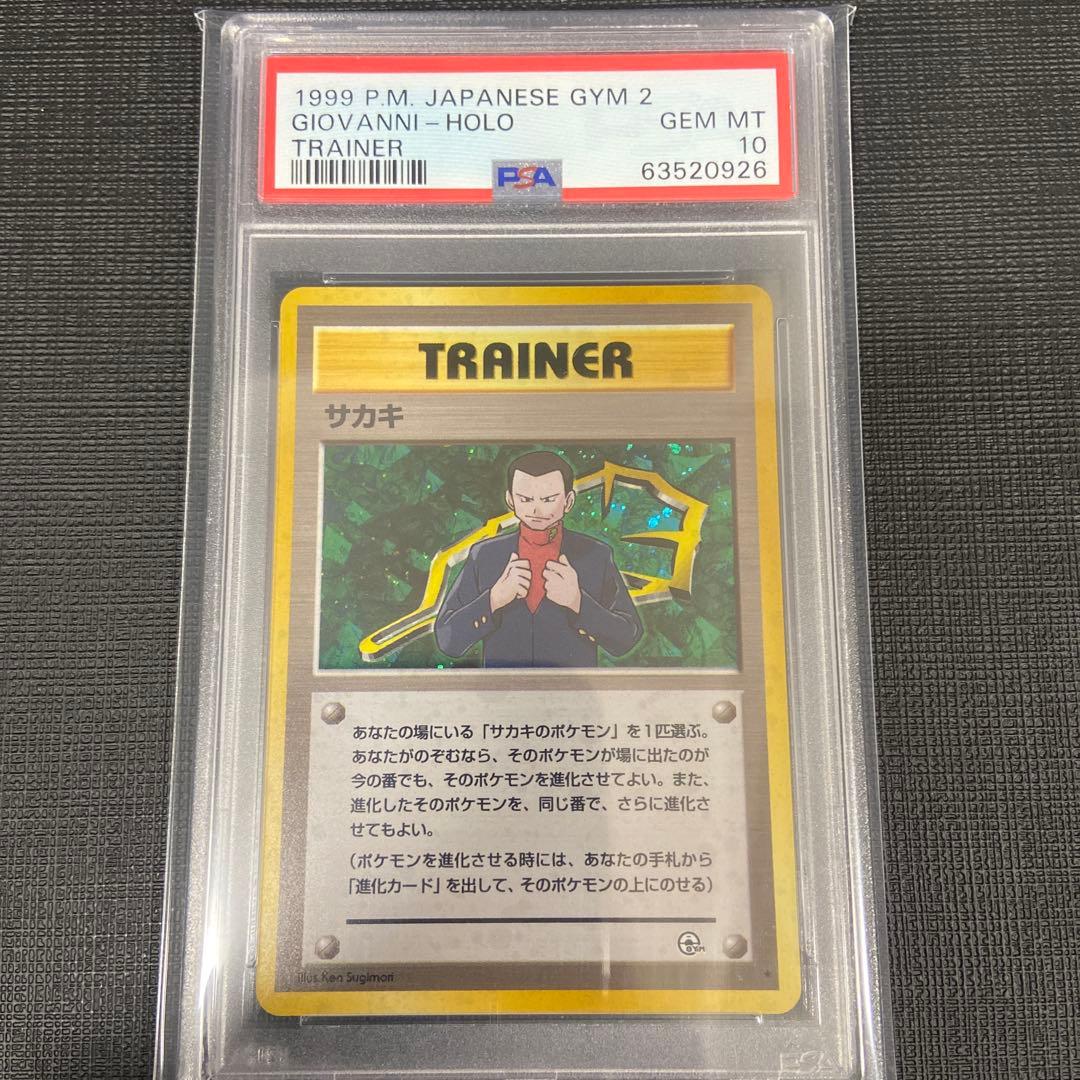 1999 P.M. JAPANESE GYM 2
GIOVANNI-HOLO GEM MT
TRAINER 10
PSA 63520926
TRAINER
サカキ
あなたの場にいる「サカキのポケモン」を1匹選ぶ。
あなたがのぞむなら、そのポケモンが場に出たのが
今の番でも、そのポケモンを進化させてよい。また、
進化したそのポケモンを、同じ番で、さらに進化さ
せてもよい。
(ポケモンを進化させる時には、あなたの手札から
「進化カード」を出して、そのポケモンの上にのせる)
GYM
Illus. Ken Sugimori